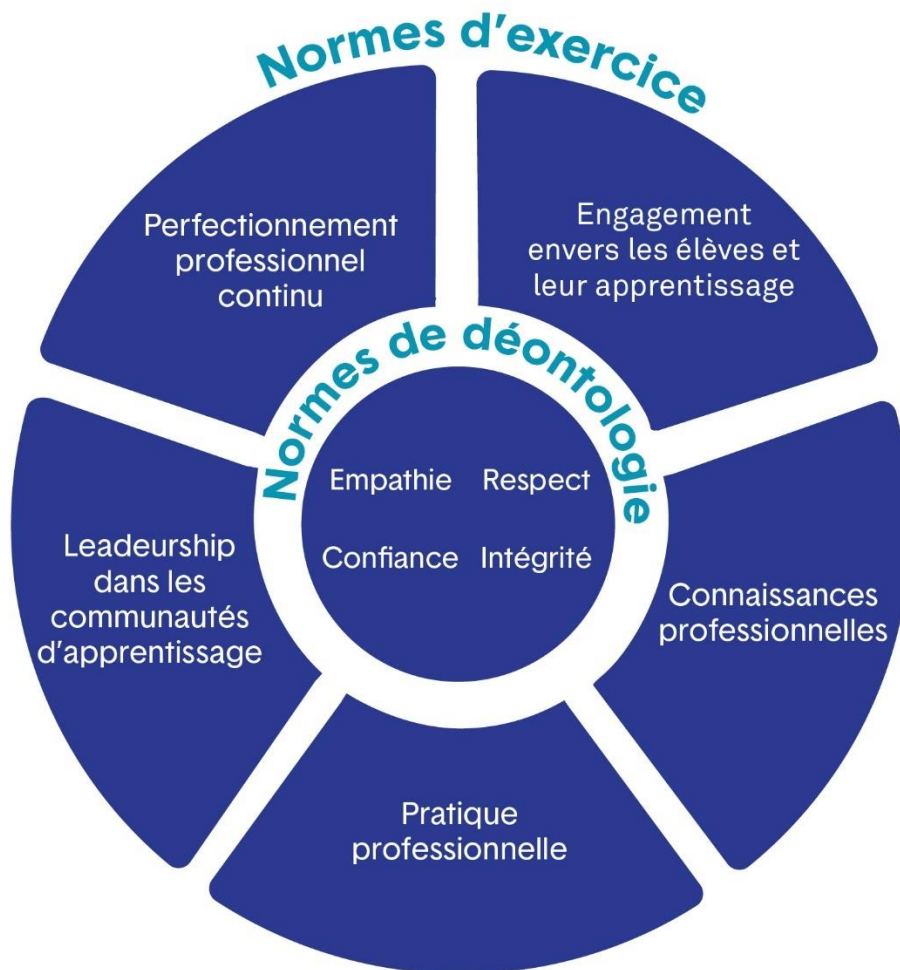 Normes d'exercice
Perfectionnement
professionnel
continu
Engagement
envers les élèves et
leur apprentissage
Normes de déontologie
Empathie Respect
Confiance Intégrité
Leadeurship
dans les
communautés
d'apprentissage
Connaissances
professionnelles
Pratique
professionnelle